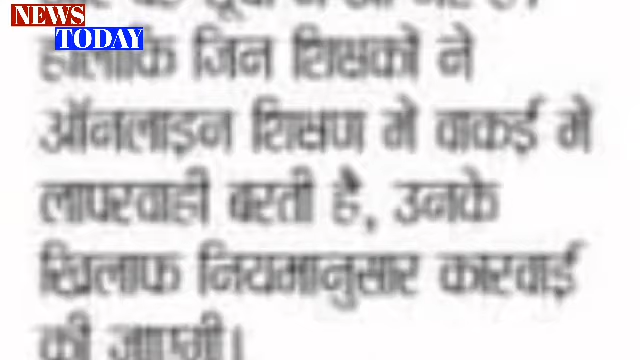 NEWS
TODAY
हालांकि जिन शिक्षकों ने
ऑनलाइन शिक्षण में वाकई में
लापरवाही बरती है, उनके
खिलाफ नियमानुसार कारवाई
की जाएगी।